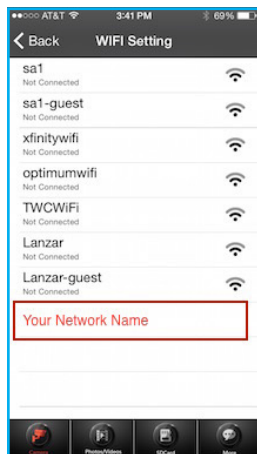 AT&T 3:41 PM 69%
Back WIFI Setting
sa1
Not Connected
sa1-guest
Not Connected
xfinitywifi
Not Connected
optimumwifi
Not Connected
TWCWiFi
Not Connected
Lanzar
Not Connected
Lanzar-guest
Not Connected
Your Network Name
Camera Photos/Videos SDCard More